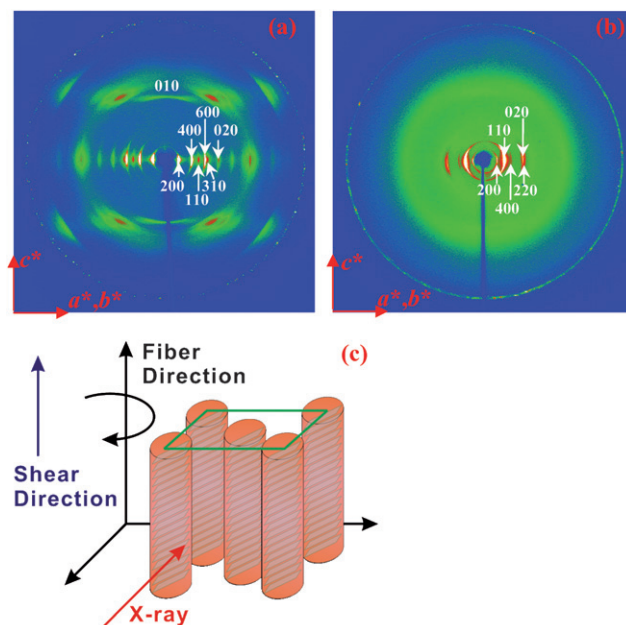 (a)
010
600
400
020
200
310
110
c*
a*,b*
(b)
020
110
200
220
400
c*
a*,b*
(c)
Fiber
Direction
Shear
Direction
X-ray